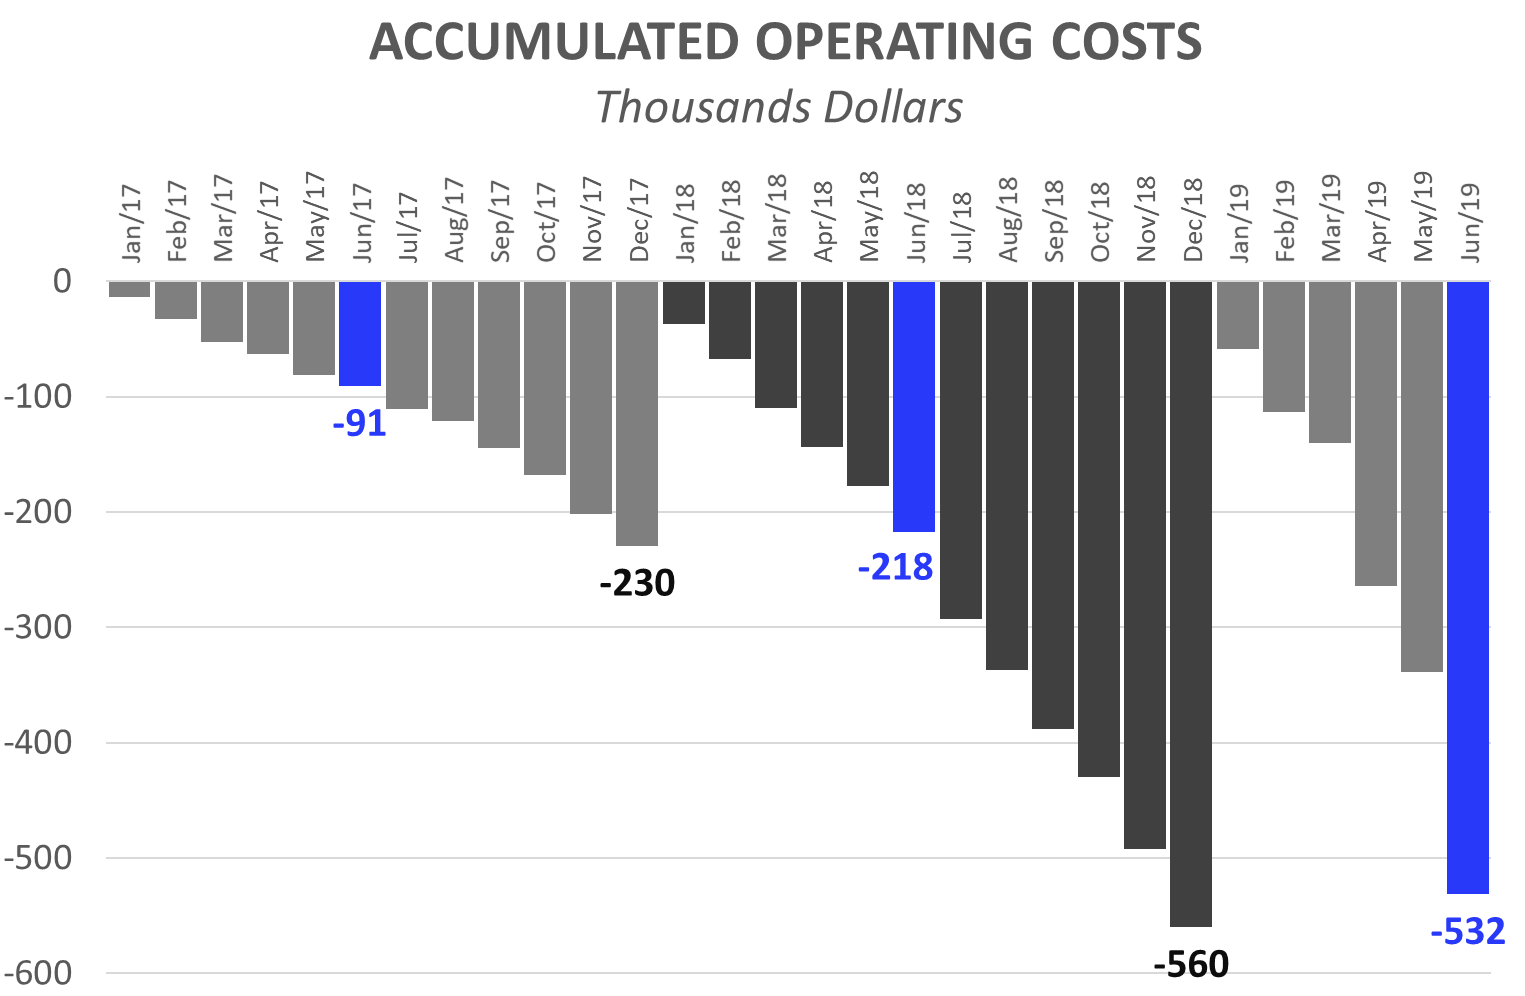 ACCUMULATED OPERATING COSTS
Thousands Dollars
Jan/17
Feb/17
Mar/17
Apr/17
May/17
Jun/17
Jul/17
Aug/17
Sep/17
Oct/17
Nov/17
Dec/17
Jan/18
Feb/18
Mar/18
Apr/18
May/18
Jun/18
Jul/18
Aug/18
Sep/18
Oct/18
Nov/18
Dec/18
Jan/19
Feb/19
Mar/19
Apr/19
May/19
Jun/19
0
-100
-200
-300
-400
-500
-600
-91
-230
-218
-560
-532